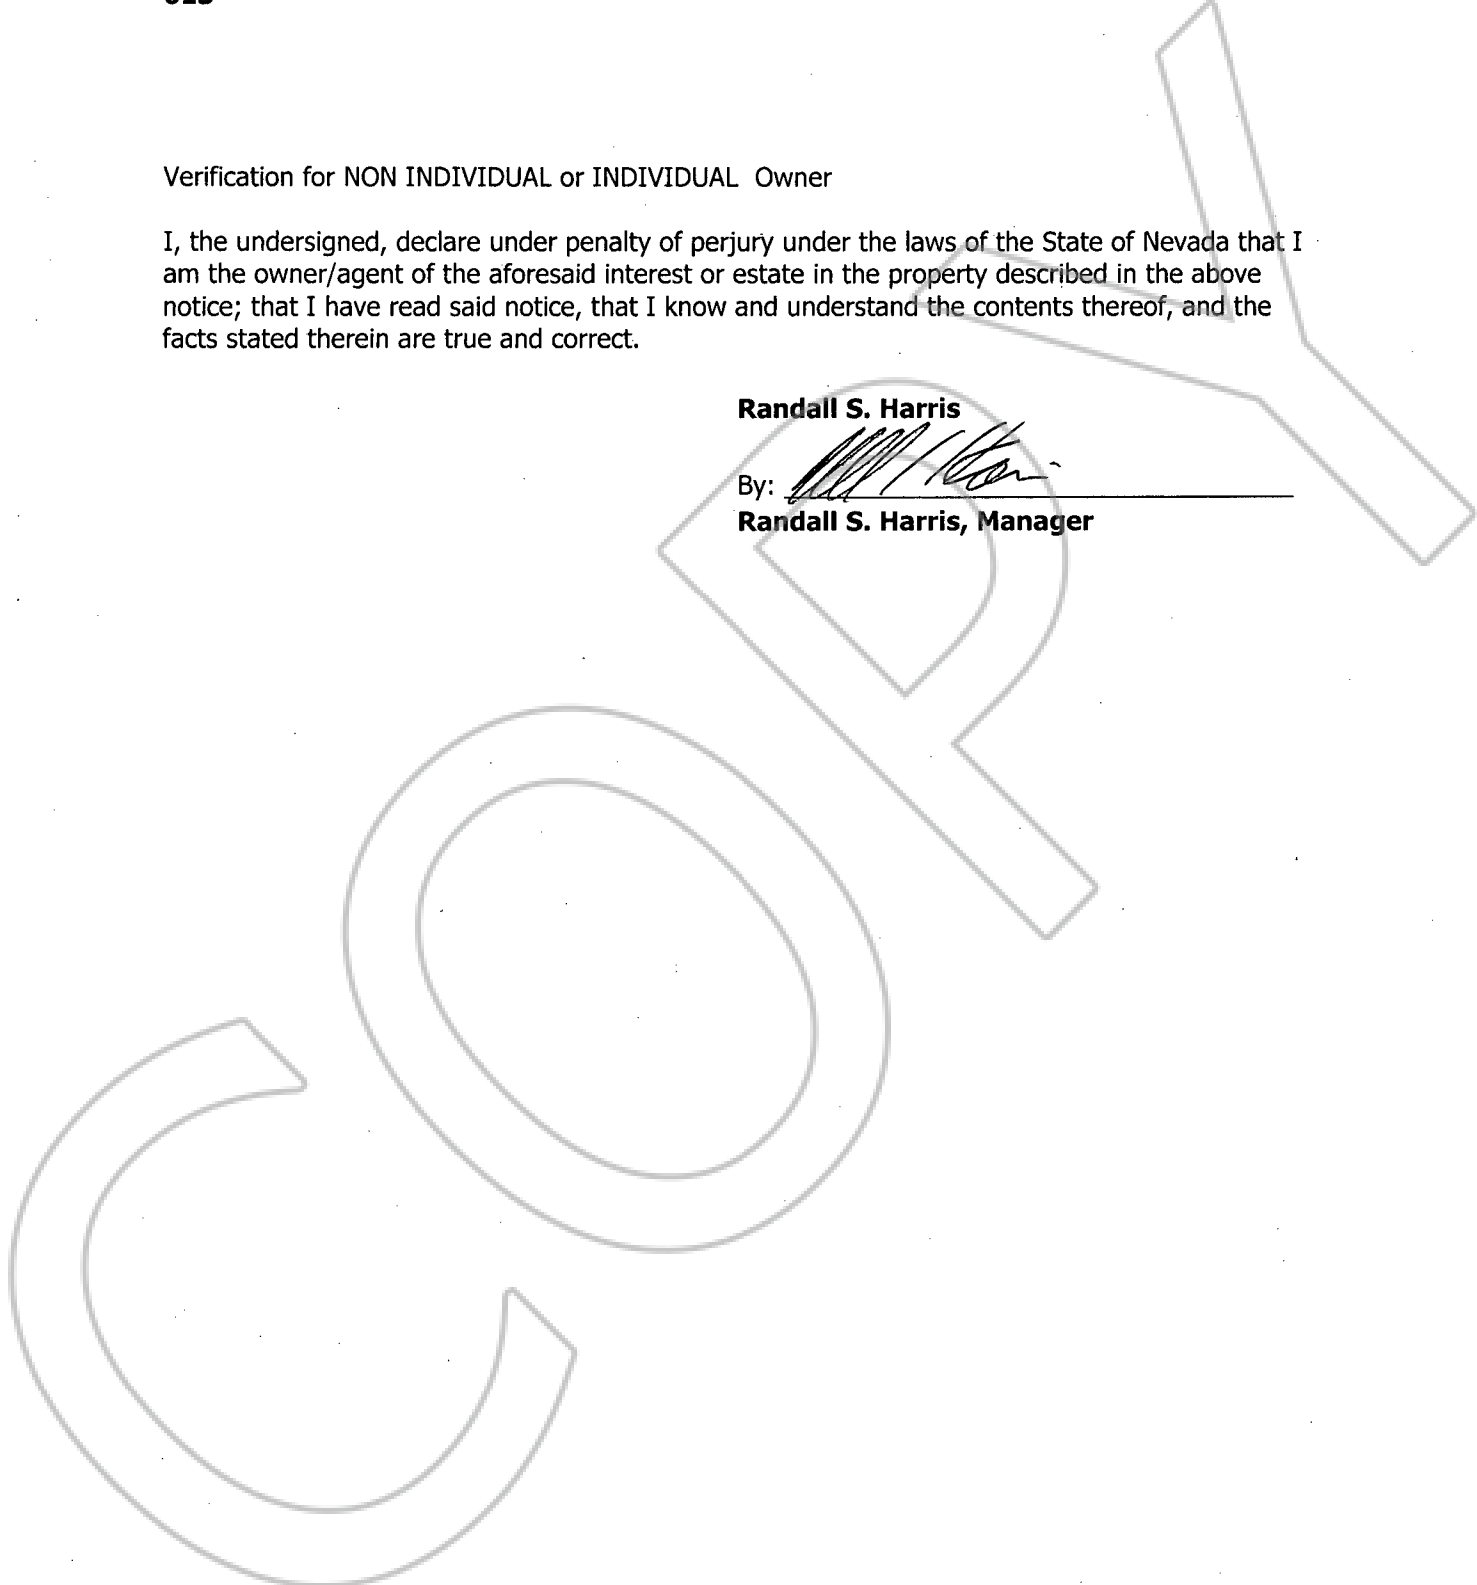 Verification for NON INDIVIDUAL or INDIVIDUAL Owner
I, the undersigned, declare under penalty of perjury under the laws of the State of Nevada that I
am the owner/agent of the aforesaid interest or estate in the property described in the above
notice; that I have read said notice, that I know and understand the contents thereof, and the
facts stated therein are true and correct.
Randall S. Harris
By:
Randall S. Harris, Manager
COPY